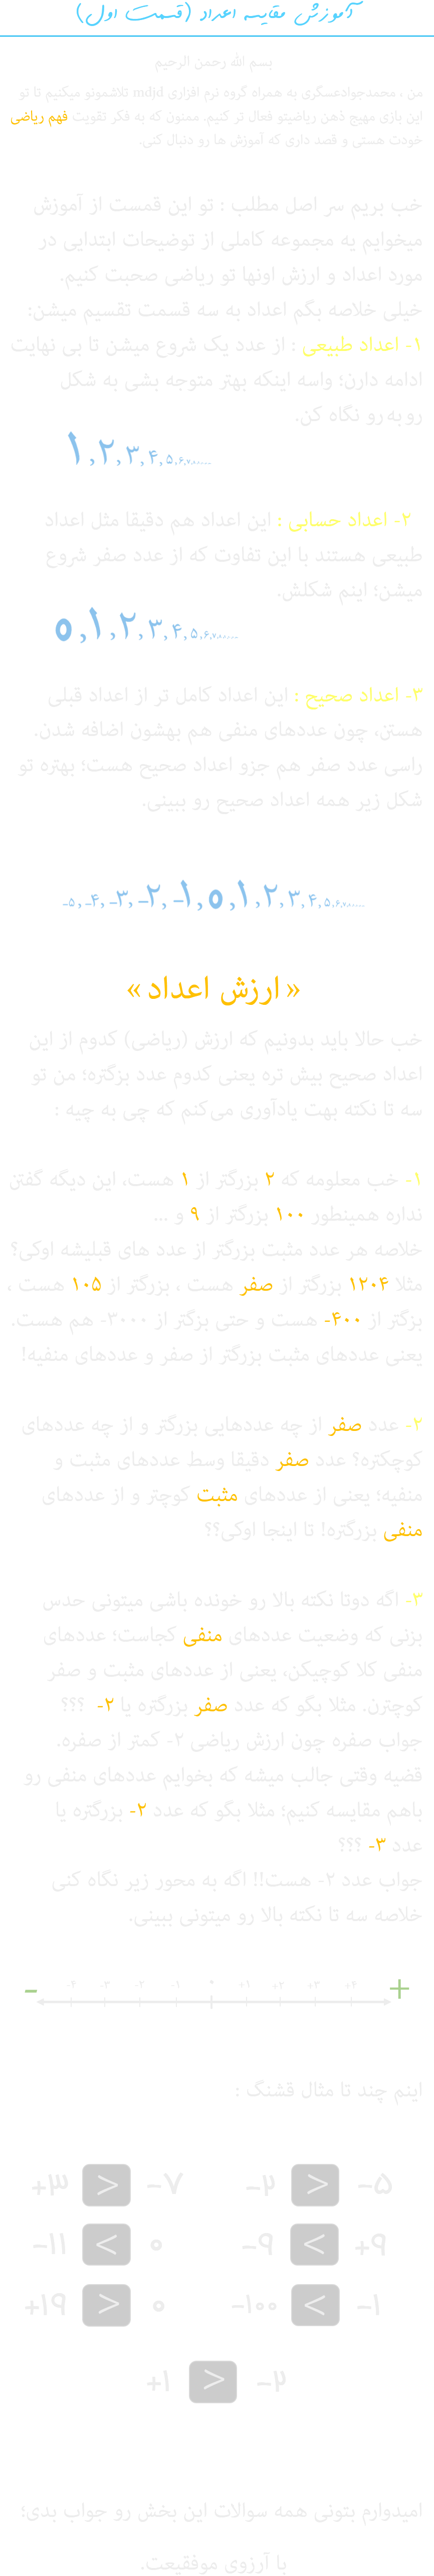 آموزش مقایسه اعداد (قسمت اول)
بسم الله رحمن الرحیم
من ، محمدجوادعسگری به همراه گروه نرم افزاری mdjd تلاشمونو میکنیم تا تو
این بازی مهیج ذهن ریاضیتو فعال تر کنیم. ممنون که به فکر تقویت فهم ریاضی
خودت هستی و قصد داری که آموزش ها رو دنبال کنی.
خب بریم سر اصل مطلب : تو این قمست از آموزش
میخوایم یه مجموعه کاملی از توضیحات ابتدایی در
مورد اعداد و ارزش اونها تو ریاضی صحبت کنیم.
خیلی خلاصه بگم اعداد به سه قسمت تقسیم میشن:
۱- اعداد طبیعی : از عدد یک شروع میشن تا بی نهایت
ادامه دارن؛ واسه اینکه بهتر متوجه بشی به شکل
رو به رو نگاه کن.
۱,۲,۳,۴,۵,۶,۷,۸,.....
۲- اعداد حسابی : این اعداد هم دقیقا مثل اعداد
طبیعی هستند با این تفاوت که از عدد صفر شروع
میشن؛ اینم شکلش.
۰,۱,۲,۳,۴,۵,۶,۷,۸,.....
۳- اعداد صحیح : این اعداد کامل تر از اعداد قبلی
هستن، چون عددهای منفی هم بهشون اضافه شدن.
راسی عدد صفر هم جزو اعداد صحیح هست؛ بهتره تو
شکل زیر همه اعداد صحیح رو ببینی.
-۵, -۴, -۳, -۲, -۱, ۰, ۱, ۲, ۳, ۴, ۵,۶,۷,۸,.....
« ارزش اعداد »
خب حالا باید بدونیم که ارزش (ریاضی) کدوم از این
اعداد صحیح بیش تره یعنی کدوم عدد بزگتره؛ من تو
سه تا نکته بهت یادآوری می‌کنم که چی به چیه :
۱- خب معلومه که ۲ بزرگتر از ۱ هست، این دیگه گفتن
نداره همینطور ۱۰۰ بزرگتر از ۹ و ...
خلاصه هر عدد مثبت بزرگتر از عدد های قبلیشه اوکی؟
مثلا ۱۲۰۴ بزرگتر از صفر هست ، بزرگتر از ۱۰۵ هست ،
بزگتر از ۴۰۰- هست و حتی بزگتر از ۳۰۰۰- هم هست.
یعنی عددهای مثبت بزرگتر از صفر و عددهای منفیه!
۲- عدد صفر از چه عددهایی بزرگتر و از چه عددهای
کوچکتره؟ عدد صفر دقیقا وسط عددهای مثبت و
منفیه؛ یعنی از عددهای مثبت کوچتر و از عددهای
منفی بزرگتره! تا اینجا اوکی؟؟
۳- اگه دوتا نکته بالا رو خونده باشی میتونی حدس
بزنی که وضعیت عددهای منفی کجاست؛ عددهای
منفی کلا کوچیکن، یعنی از عددهای مثبت و صفر
کوچترن. مثلا بگو که عدد صفر بزرگتره یا ۲- ؟؟؟
جواب صفره چون ارزش ریاضی ۲- کمتر از صفره.
قضیه وقتی جالب میشه که بخوایم عددهای منفی رو
باهم مقایسه کنیم؛ مثلا بگو که عدد ۲- بزرگتره یا
عدد ۳- ؟؟؟
جواب عدد ۲- هست!! اگه به محور زیر نگاه کنی
خلاصه سه تا نکته بالا رو میتونی ببینی.
- -۴ -۳ -۲ -۱ ۰ +۱ +۲ +۳ +۴ +
اینم چند تا مثال قشنگ :
+۳ > -۷ -۲ > -۵
-۱۱ < ۰ -۹ < +۹
+۱۹ > ۰ -۱۰۰ < -۱
+۱ > -۲
امیدوارم بتونی همه سوالات این بخش رو جواب بدی؛
با آرزوی موفقیعت.